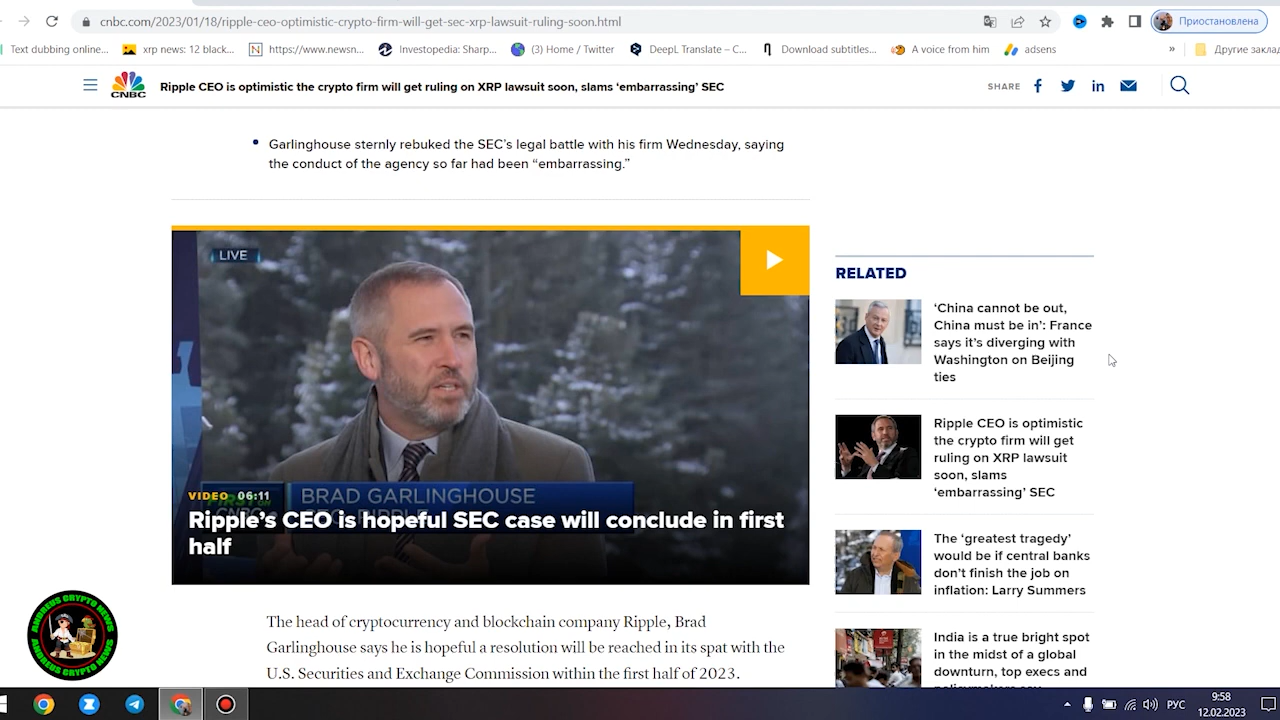 cnbc.com/2023/01/18/ripple-ceo-optimistic-crypto-firm-will-get-sec-xrp-lawsuit-ruling-soon.html
Приостановлена
Text dubbing online...
xrp news: 12 black...
https://www.newsn...
Investopedia: Sharp...
(3) Home / Twitter
DeepL Translate – C...
Download subtitles...
A voice from him
adsens
»
Другие закла
CNBC
Ripple CEO is optimistic the crypto firm will get ruling on XRP lawsuit soon, slams ‘embarrassing’ SEC
SHARE
Garlinghouse sternly rebuked the SEC’s legal battle with his firm Wednesday, saying
the conduct of the agency so far had been “embarrassing.”
LIVE
BRAD GARLINGHOUSE
VIDEO 06:11
Ripple’s CEO is hopeful SEC case will conclude in first
half
The head of cryptocurrency and blockchain company Ripple, Brad
Garlinghouse says he is hopeful a resolution will be reached in its spat with the
U.S. Securities and Exchange Commission within the first half of 2023.
RELATED
‘China cannot be out,
China must be in’: France
says it’s diverging with
Washington on Beijing
ties
Ripple CEO is optimistic
the crypto firm will get
ruling on XRP lawsuit
soon, slams
‘embarrassing’ SEC
The ‘greatest tragedy’
would be if central banks
don’t finish the job on
inflation: Larry Summers
India is a true bright spot
in the midst of a global
downturn, top execs and
ANDREUS CRYPTO NEWS
ANDREUS CRYPTO NEWS
РУС
9:58
12.02.2023